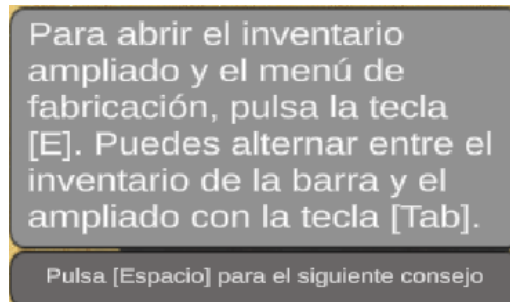 Para abrir el inventario
ampliado y el menú de
fabricación, pulsa la tecla
[E]. Puedes alternar entre el
inventario de la barra y el
ampliado con la tecla [Tab].
Pulsa [Espacio] para el siguiente consejo